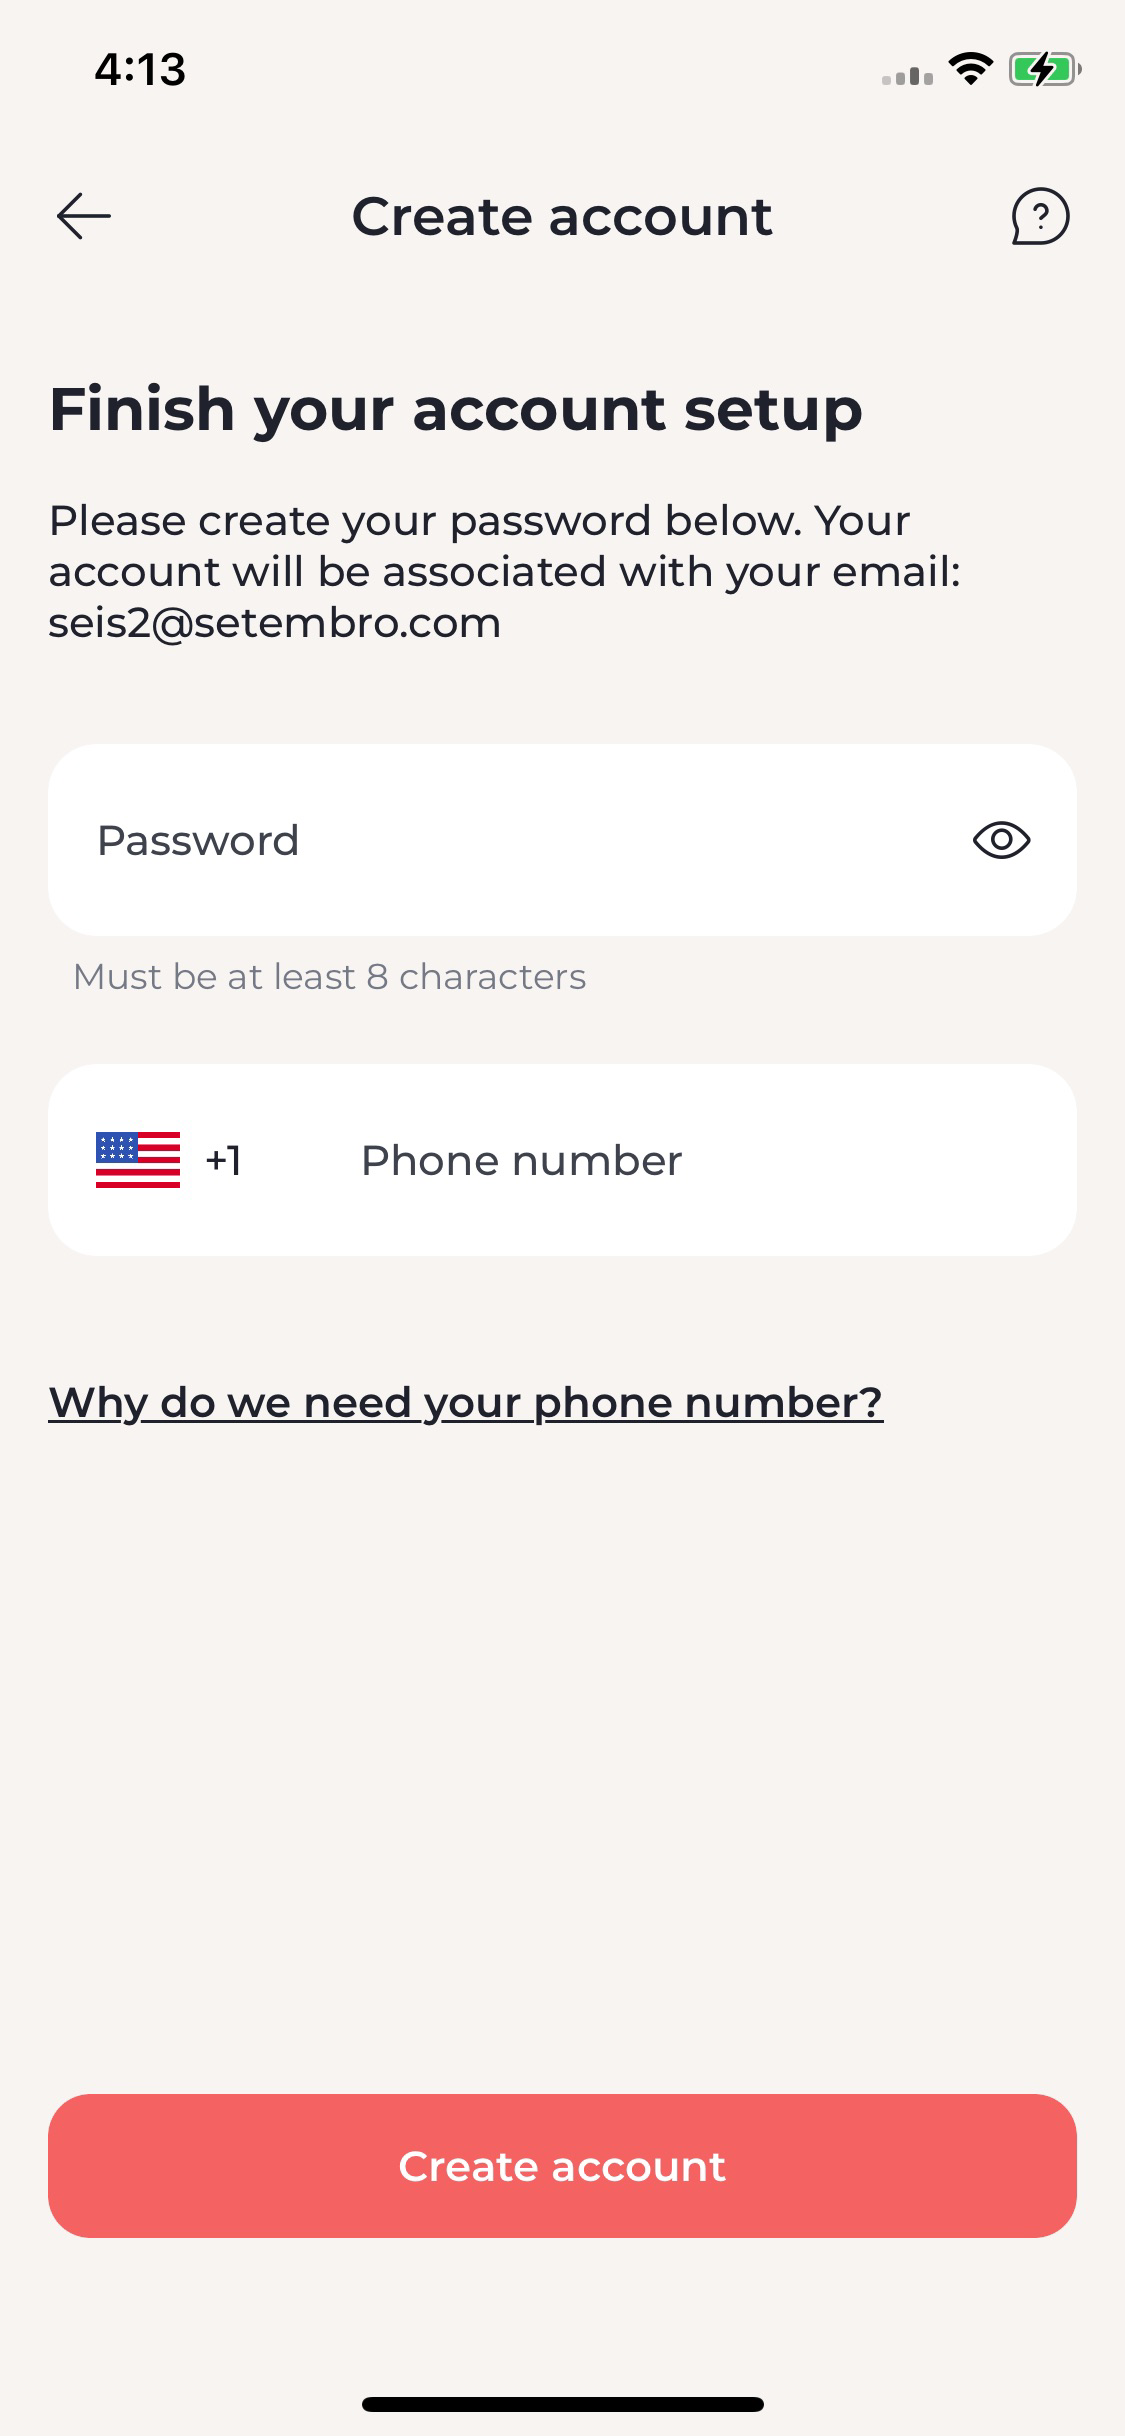 4:13
Create account
?
Finish your account setup
Please create your password below. Your
account will be associated with your email:
seis2@setembro.com
Password
Must be at least 8 characters
+1 Phone number
Why do we need your phone number?
Create account